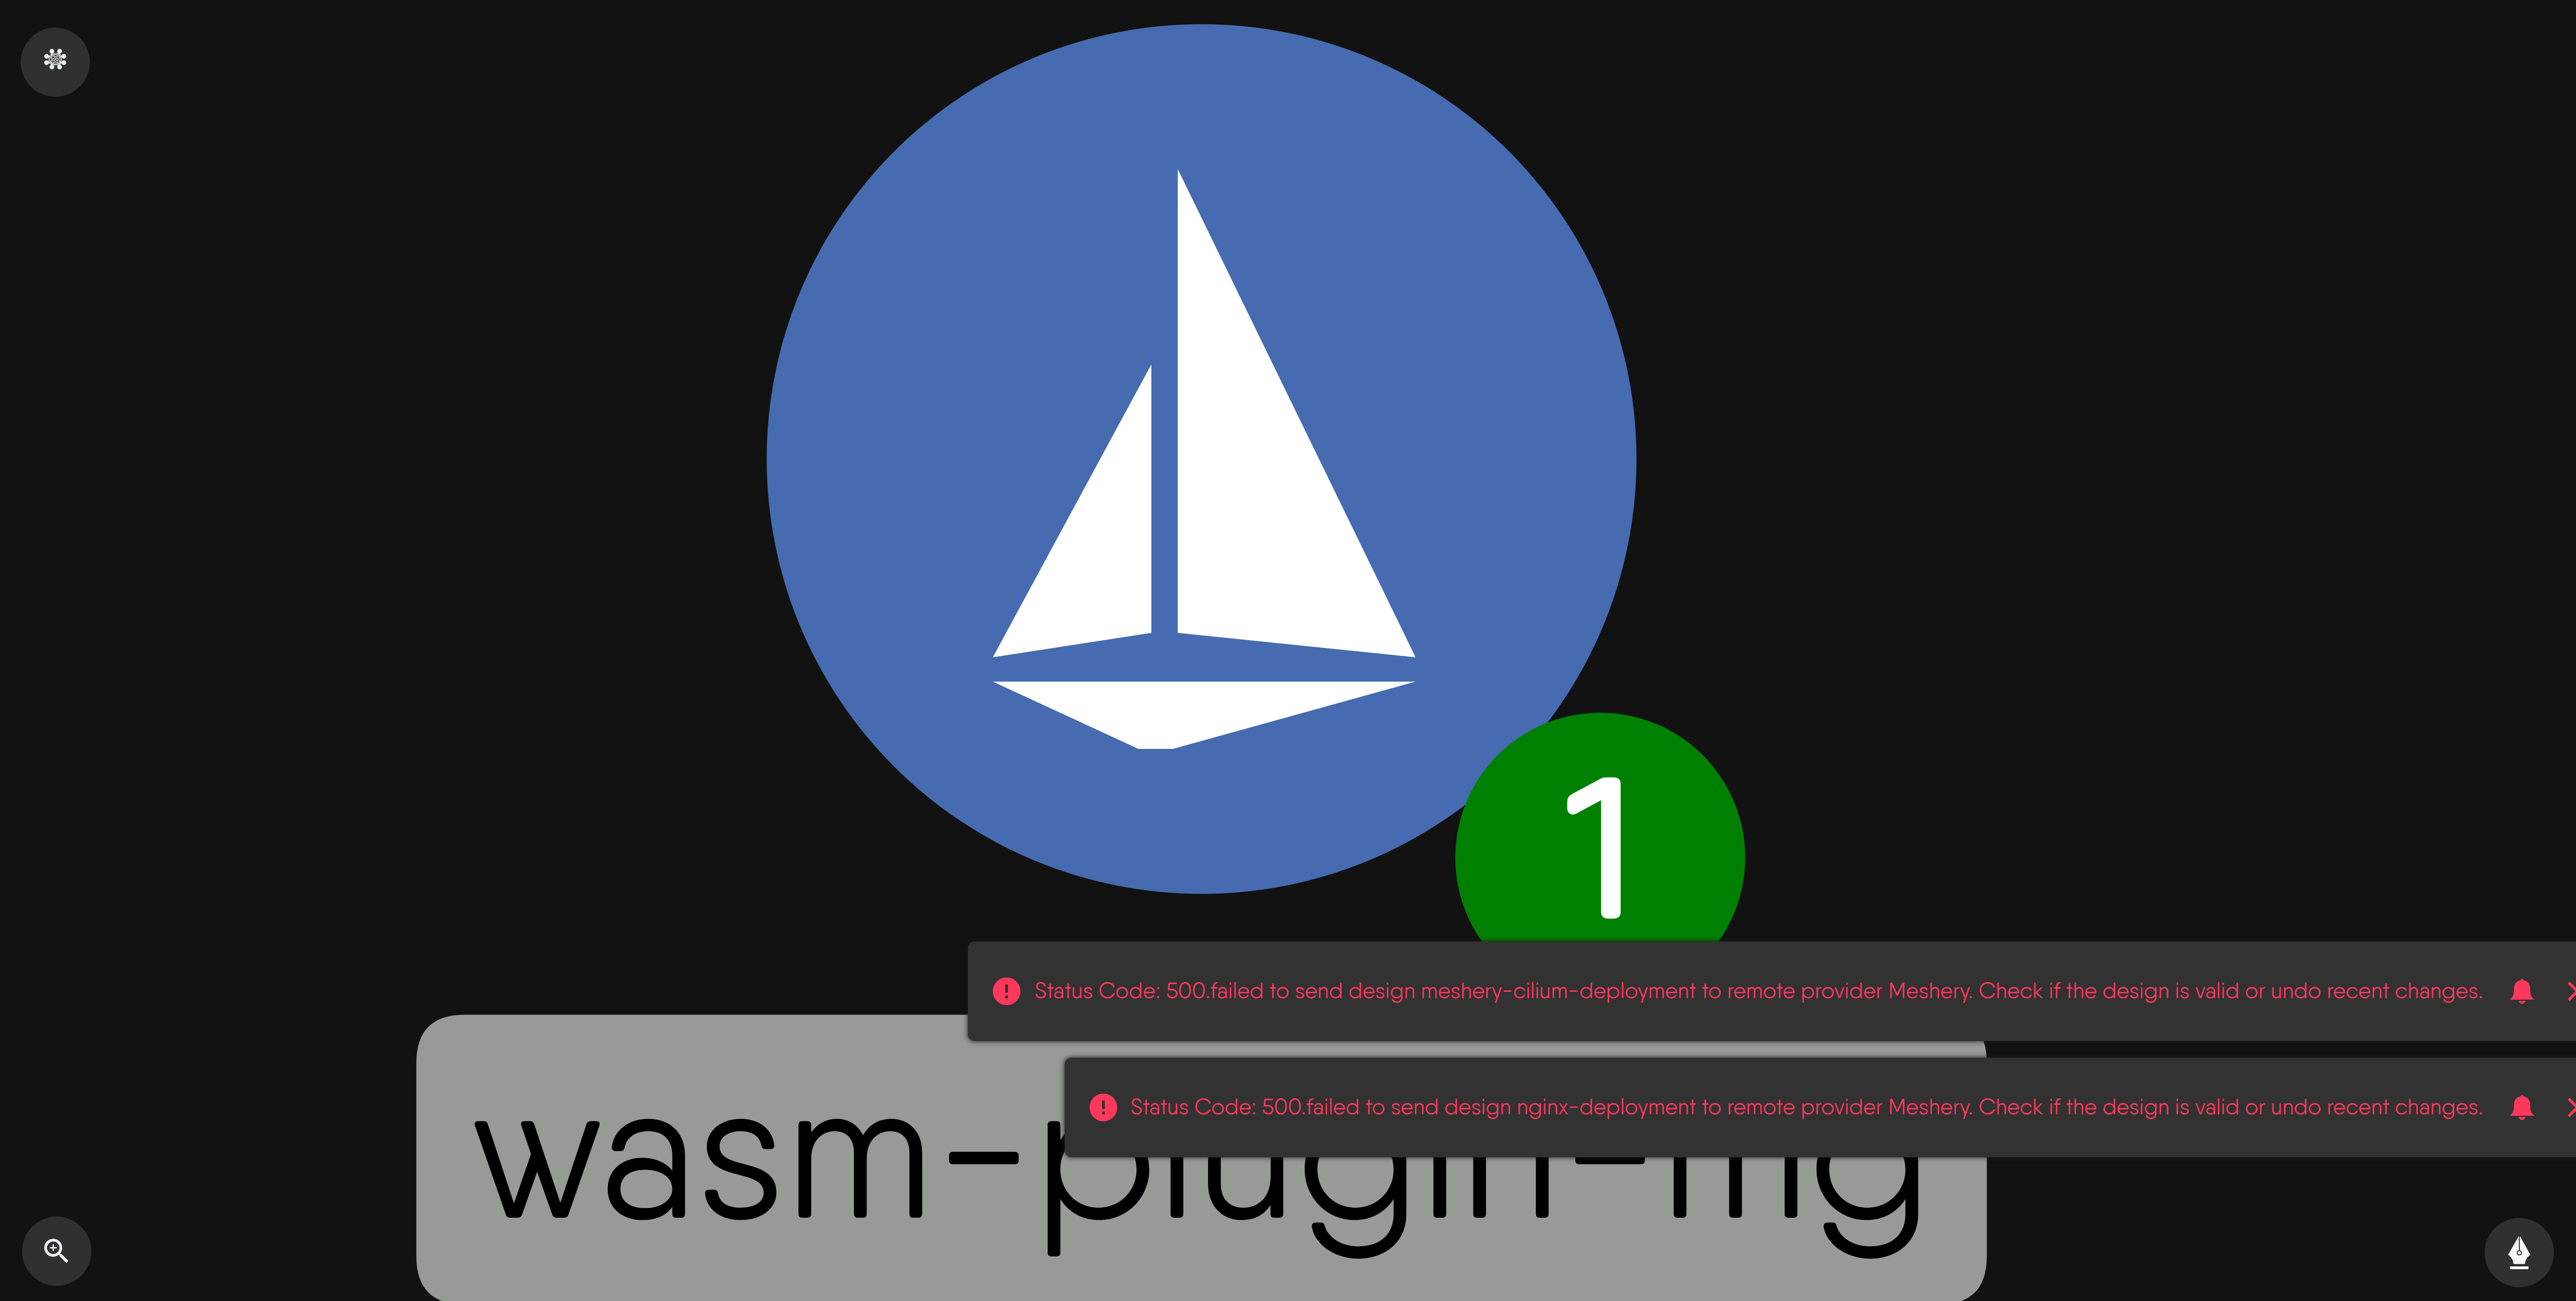 1
Status Code: 500.failed to send design meshery-cilium-deployment to remote provider Meshery. Check if the design is valid or undo recent changes.
Status Code: 500.failed to send design nginx-deployment to remote provider Meshery. Check if the design is valid or undo recent changes.